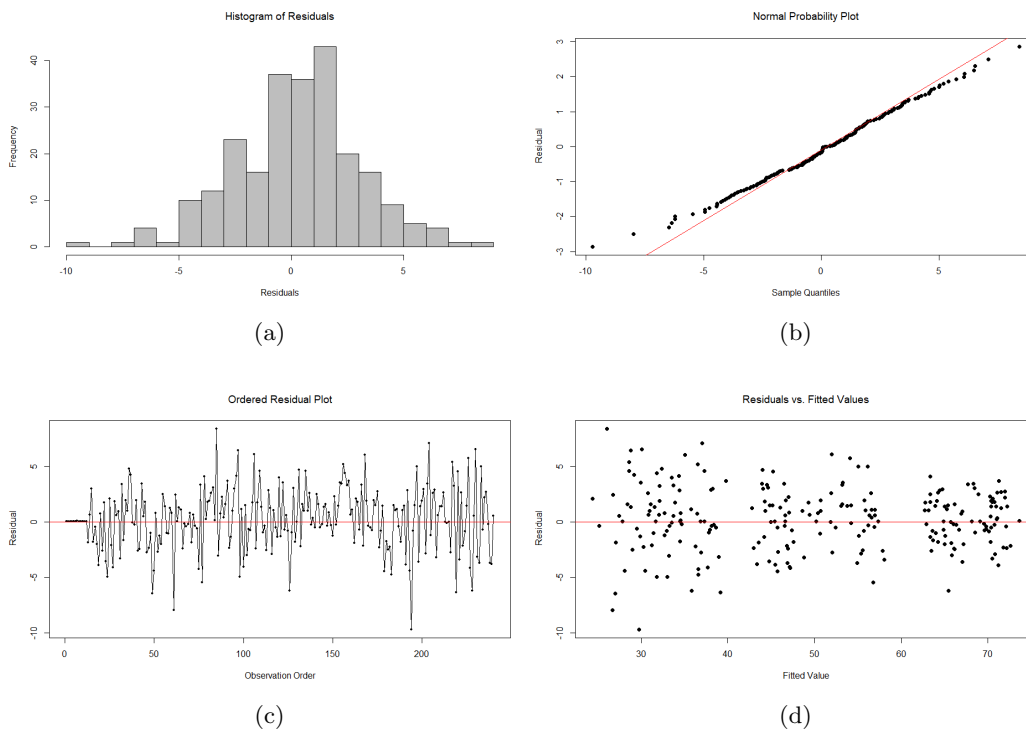 Histogram of Residuals
Frequency
40
30
20
10
0
-10
-5
0
5
Residuals
(a)
Normal Probability Plot
Residual
3
2
1
0
-1
-2
-3
-10
-5
0
5
Sample Quantiles
(b)
Ordered Residual Plot
Residual
5
0
-5
-10
0
50
100
150
200
Observation Order
(c)
Residuals vs. Fitted Values
Residual
5
0
-5
-10
30
40
50
60
70
Fitted Value
(d)